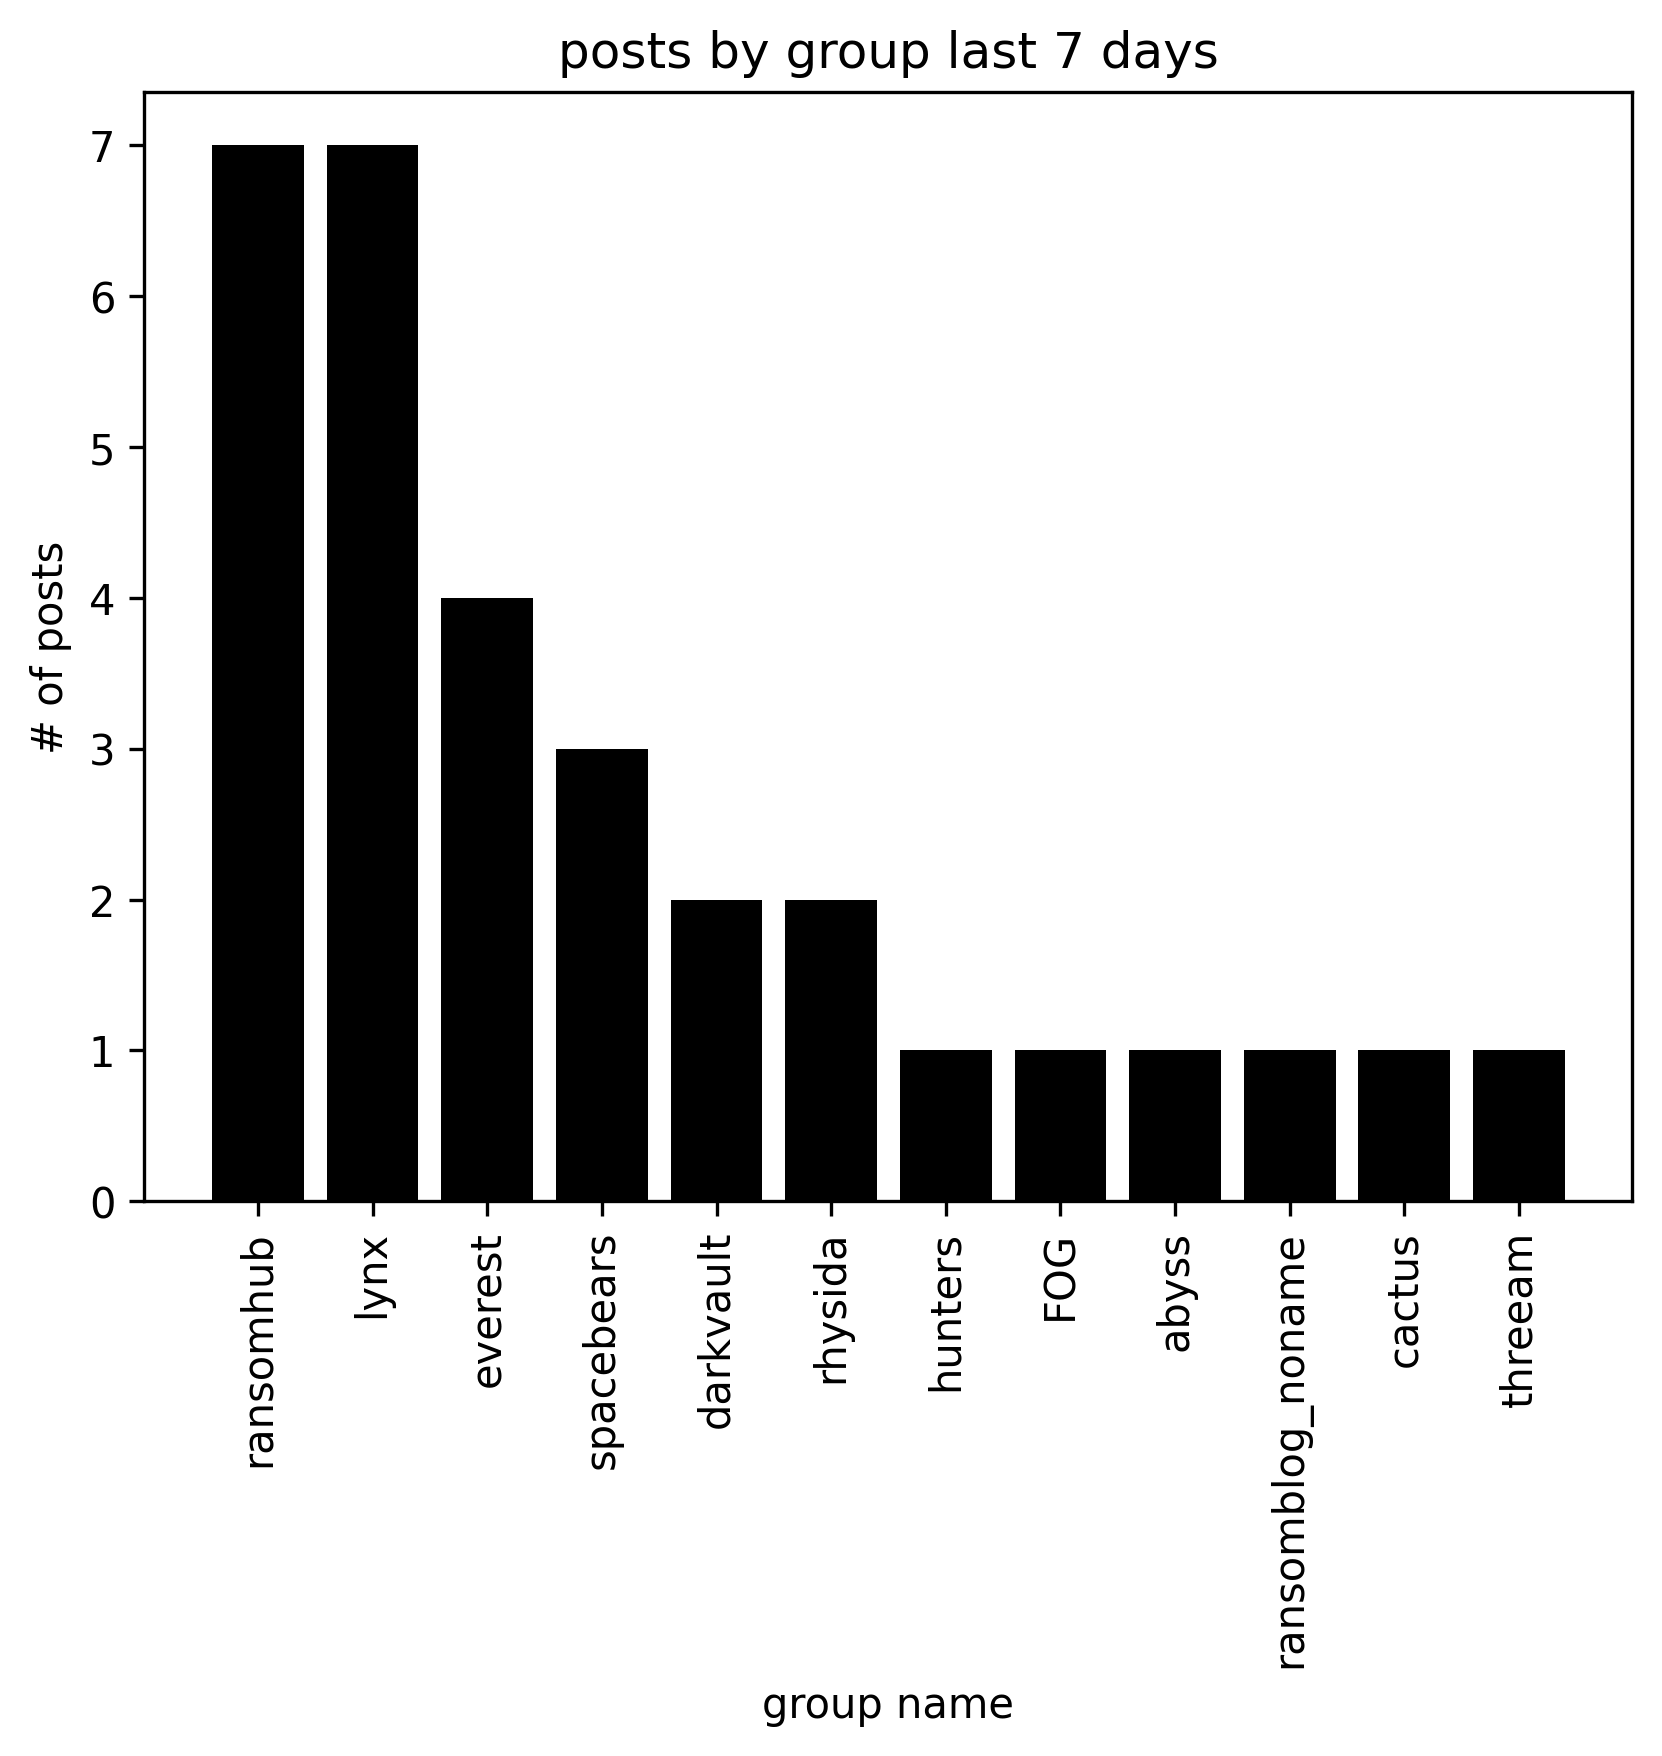 posts by group last 7 days
7
6
5
4
3
2
1
0
# of posts
ransomhub
lynx
everest
spacebears
darkvault
rhysida
hunters
FOG
abyss
ransomblog_noname
cactus
threeam
group name